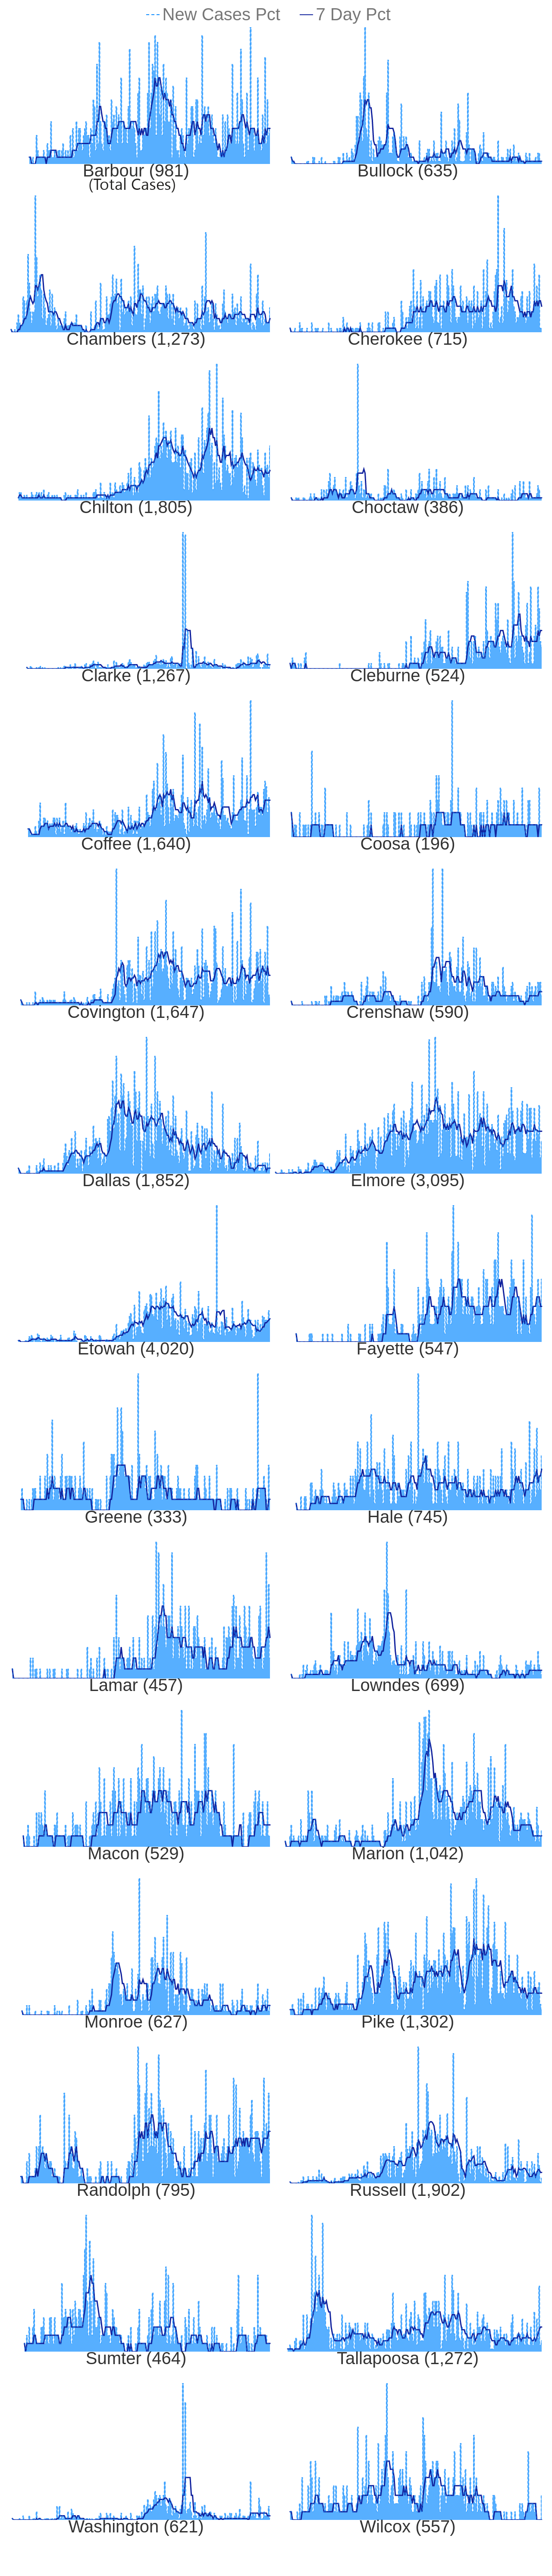 New Cases Pct 7 Day Pct
Barbour (981) Bullock (635)
(Total Cases)
Chambers (1,273) Cherokee (715)
Chilton (1,805) Choctaw (386)
Clarke (1,267) Cleburne (524)
Coffee (1,640) Coosa (196)
Covington (1,647) Crenshaw (590)
Dallas (1,852) Elmore (3,095)
Etowah (4,020) Fayette (547)
Greene (333) Hale (745)
Lamar (457) Lowndes (699)
Macon (529) Marion (1,042)
Monroe (627) Pike (1,302)
Randolph (795) Russell (1,902)
Sumter (464) Tallapoosa (1,272)
Washington (621) Wilcox (557)